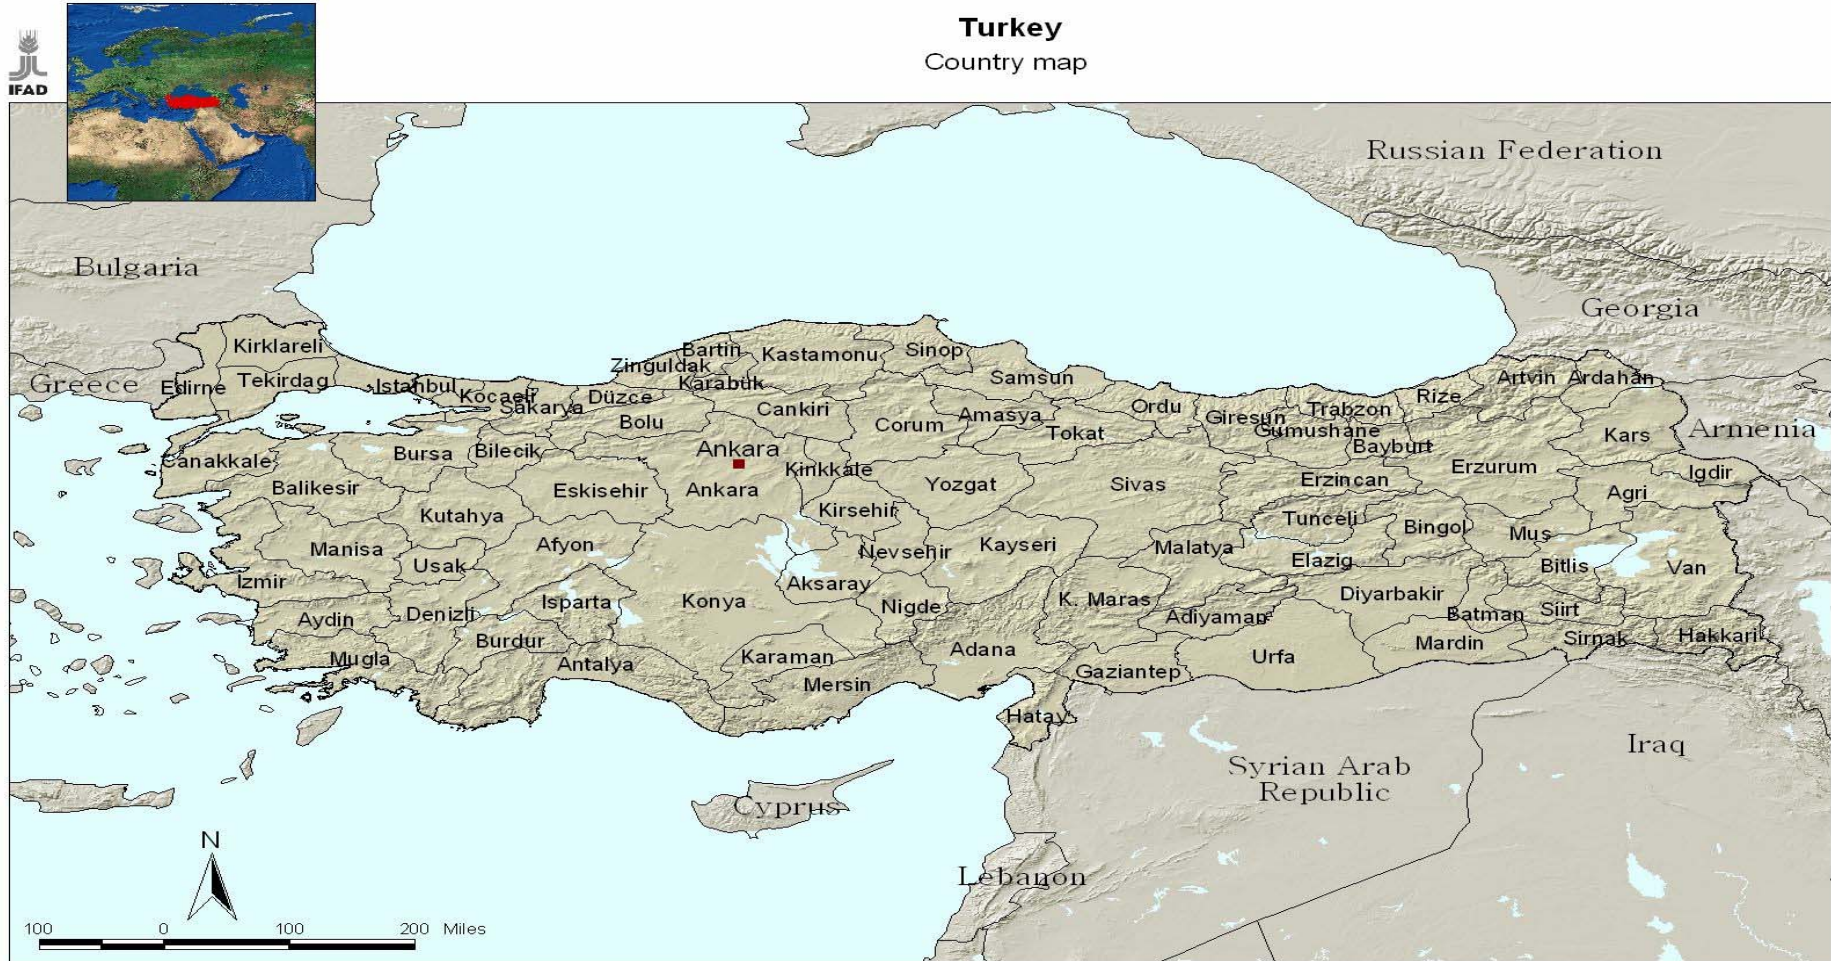 Turkey
Country map
IFAD
Russian Federation
Bulgaria
Georgia
Greece
Armenia
Kirklareli
Edirne
Tekirdag
Istanbul
Kocaeli
Sakarya
Düzce
Zinguldak
Bartin
Karabuk
Kastamonu
Sinop
Samsun
Ordu
Giresun
Trabzon
Rize
Artvin
Ardahan
Bolu
Cankiri
Corum
Amasya
Tokat
Gumushane
Bayburt
Kars
Canakkale
Bursa
Bilecik
Ankara
Kinkkale
Erzurum
Igdir
Balikesir
Eskisehir
Ankara
Yozgat
Sivas
Erzincan
Agri
Kutahya
Kirsehir
Tunceli
Bingol
Mus
Manisa
Usak
Afyon
Nevsehir
Kayseri
Malatya
Elazig
Bitlis
Van
Izmir
Aksaray
Konya
Isparta
Nigde
K. Maras
Diyarbakir
Aydin
Denizli
Adiyaman
Batman
Siirt
Burdur
Mugla
Antalya
Karaman
Mersin
Adana
Gaziantep
Urfa
Mardin
Sirnak
Hakkari
Hatay
Iraq
Syrian Arab
Republic
Cyprus
Lebanon
N
100 0 100 200 Miles